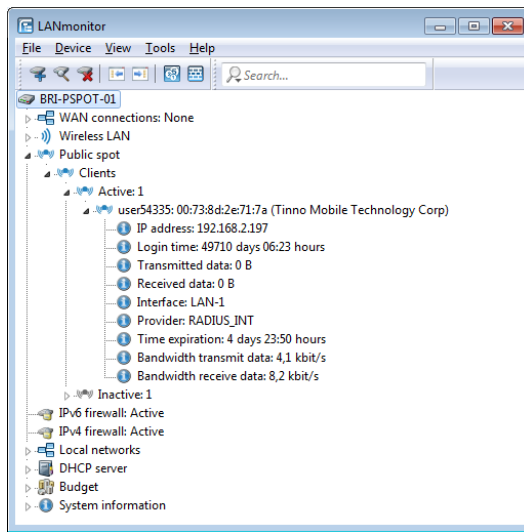 LANmonitor
File Device View Tools Help
Search...
BRI-PSPOT-01
WAN connections: None
Wireless LAN
Public spot
Clients
Active: 1
user54335: 00:73:8d:2e:71:7a (Tinno Mobile Technology Corp)
IP address: 192.168.2.197
Login time: 49710 days 06:23 hours
Transmitted data: 0 B
Received data: 0 B
Interface: LAN-1
Provider: RADIUS_INT
Time expiration: 4 days 23:50 hours
Bandwidth transmit data: 4,1 kbit/s
Bandwidth receive data: 8,2 kbit/s
Inactive: 1
IPv6 firewall: Active
IPv4 firewall: Active
Local networks
DHCP server
Budget
System information